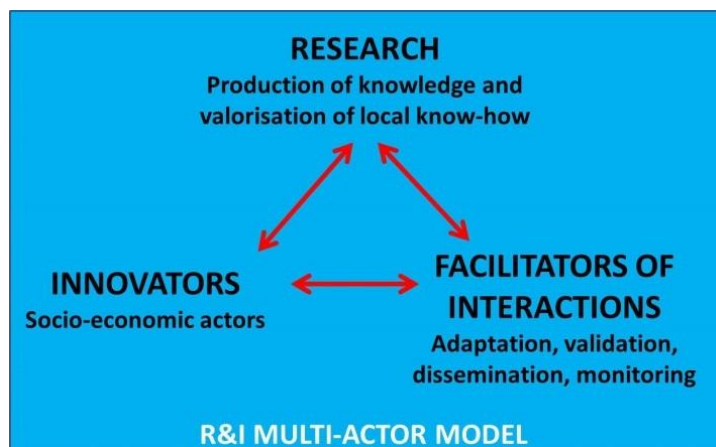 RESEARCH
Production of knowledge and
valorisation of local know-how
INNOVATORS
Socio-economic actors
FACILITATORS OF
INTERACTIONS
Adaptation, validation,
dissemination, monitoring
R&I MULTI-ACTOR MODEL